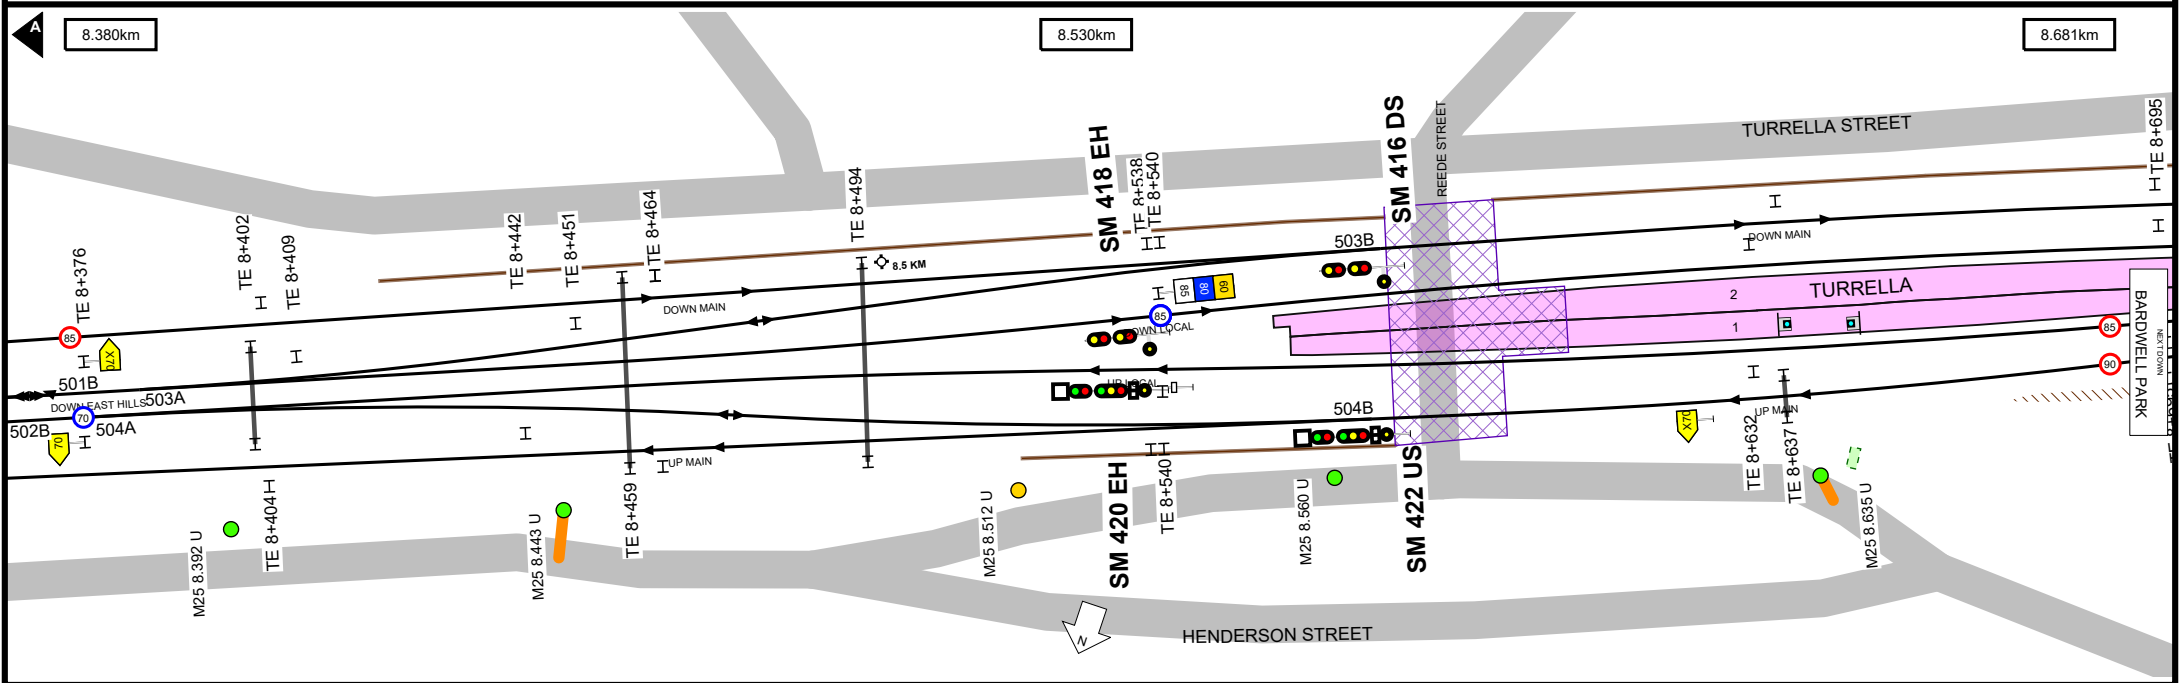 A
8.380km
8.530km
8.681km
TURRELLA STREET
TE 8+695
REEDE STREET
SM 416 DS
SM 418 EH
TE 8+538
TE 8+540
TE 8+494
TE 8+464
TE 8+451
TE 8+442
TE 8+409
TE 8+402
TE 8+376
8.5 KM
503B
DOWN MAIN
DOWN MAIN
85
80
60
85
DOWN LOCAL
TURRELLA
2
1
85
90
BARDWELL PARK
NEXT DOWN
85
X70
501B
503A
DOWN EAST HILLS
70
502B
504A
70
UP LOCAL
504B
UP MAIN
UP MAIN
X70
TE 8+632
TE 8+637
M25 8.635 U
SM 422 US
M25 8.560 U
TE 8+540
SM 420 EH
M25 8.512 U
TE 8+459
M25 8.443 U
TE 8+404
M25 8.392 U
N
HENDERSON STREET